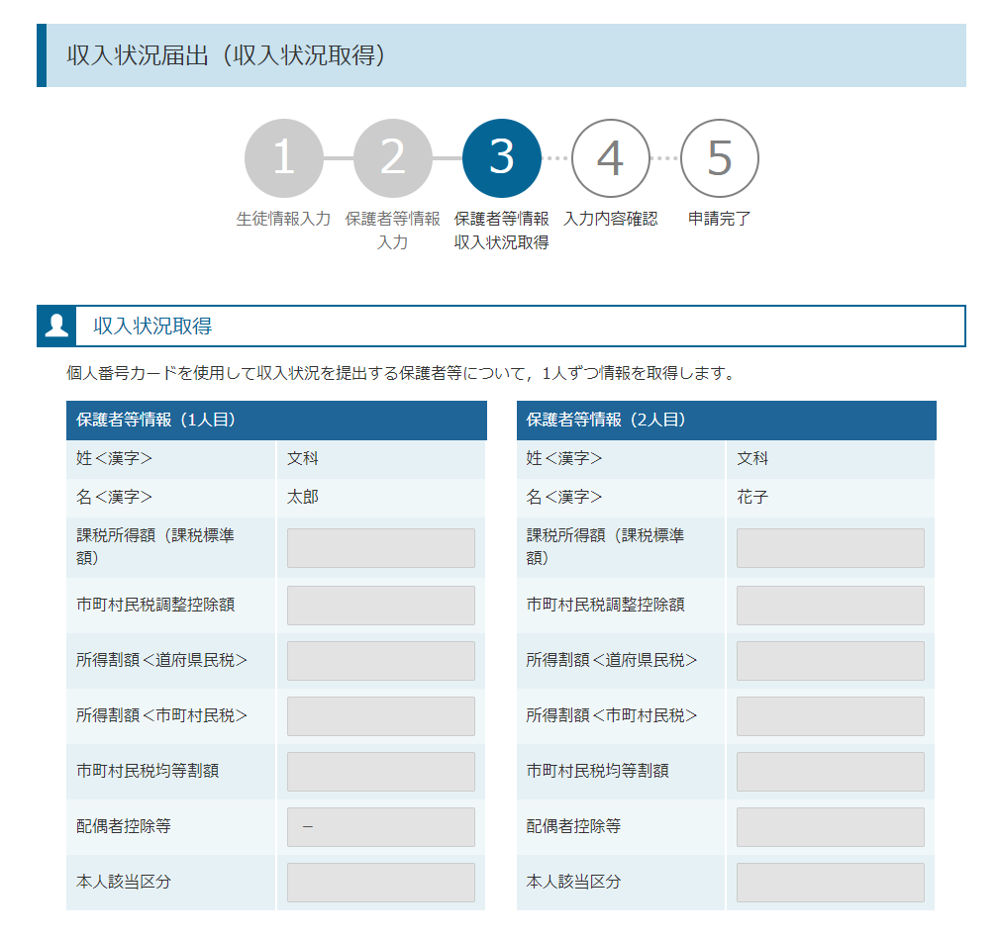 収入状況届出（収入状況取得）
1
2
3
4
5
生徒情報入力
保護者等情報
入力
保護者等情報
収入状況取得
入力内容確認
申請完了
収入状況取得
個人番号カードを使用して収入状況を提出する保護者等について，1人ずつ情報を取得します。
保護者等情報（1人目）
姓＜漢字＞ 文科
名＜漢字＞ 太郎
課税所得額（課税標準
額）
市町村民税調整控除額
所得割額＜道府県民税＞
所得割額＜市町村民税＞
市町村民税均等割額
配偶者控除等 －
本人該当区分
保護者等情報（2人目）
姓＜漢字＞ 文科
名＜漢字＞ 花子
課税所得額（課税標準
額）
市町村民税調整控除額
所得割額＜道府県民税＞
所得割額＜市町村民税＞
市町村民税均等割額
配偶者控除等
本人該当区分